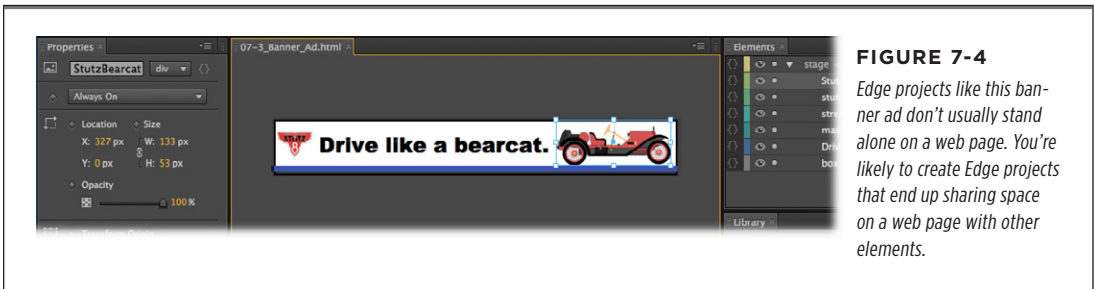 Properties ×
07-3_Banner_Ad.html ×
Elements ×
StutzBearcat div {}
Always On
Location Size
X: 327 px W: 133 px
Y: 0 px H: 53 px
Opacity
100 %
STUTZ
8
Drive like a bearcat.
{} stage
{}
{}
{}
{}
{}
{} box
Library ×
FIGURE 7-4
Edge projects like this ban-
ner ad don’t usually stand
alone on a web page. You’re
likely to create Edge projects
that end up sharing space
on a web page with other
elements.